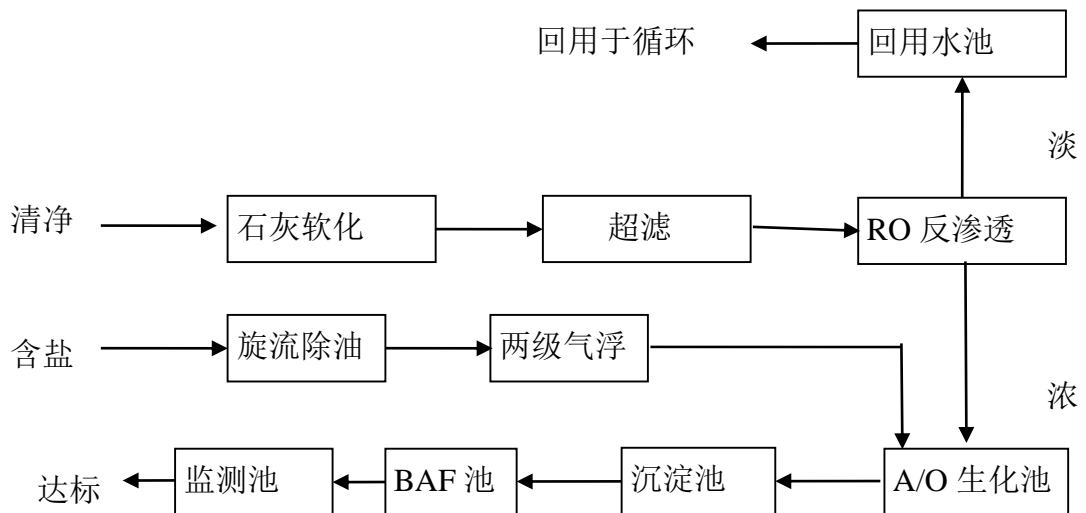 回用于循环
回用水池
淡
清净
石灰软化
超滤
RO 反渗透
含盐
旋流除油
两级气浮
浓
达标
监测池
BAF 池
沉淀池
A/O 生化池